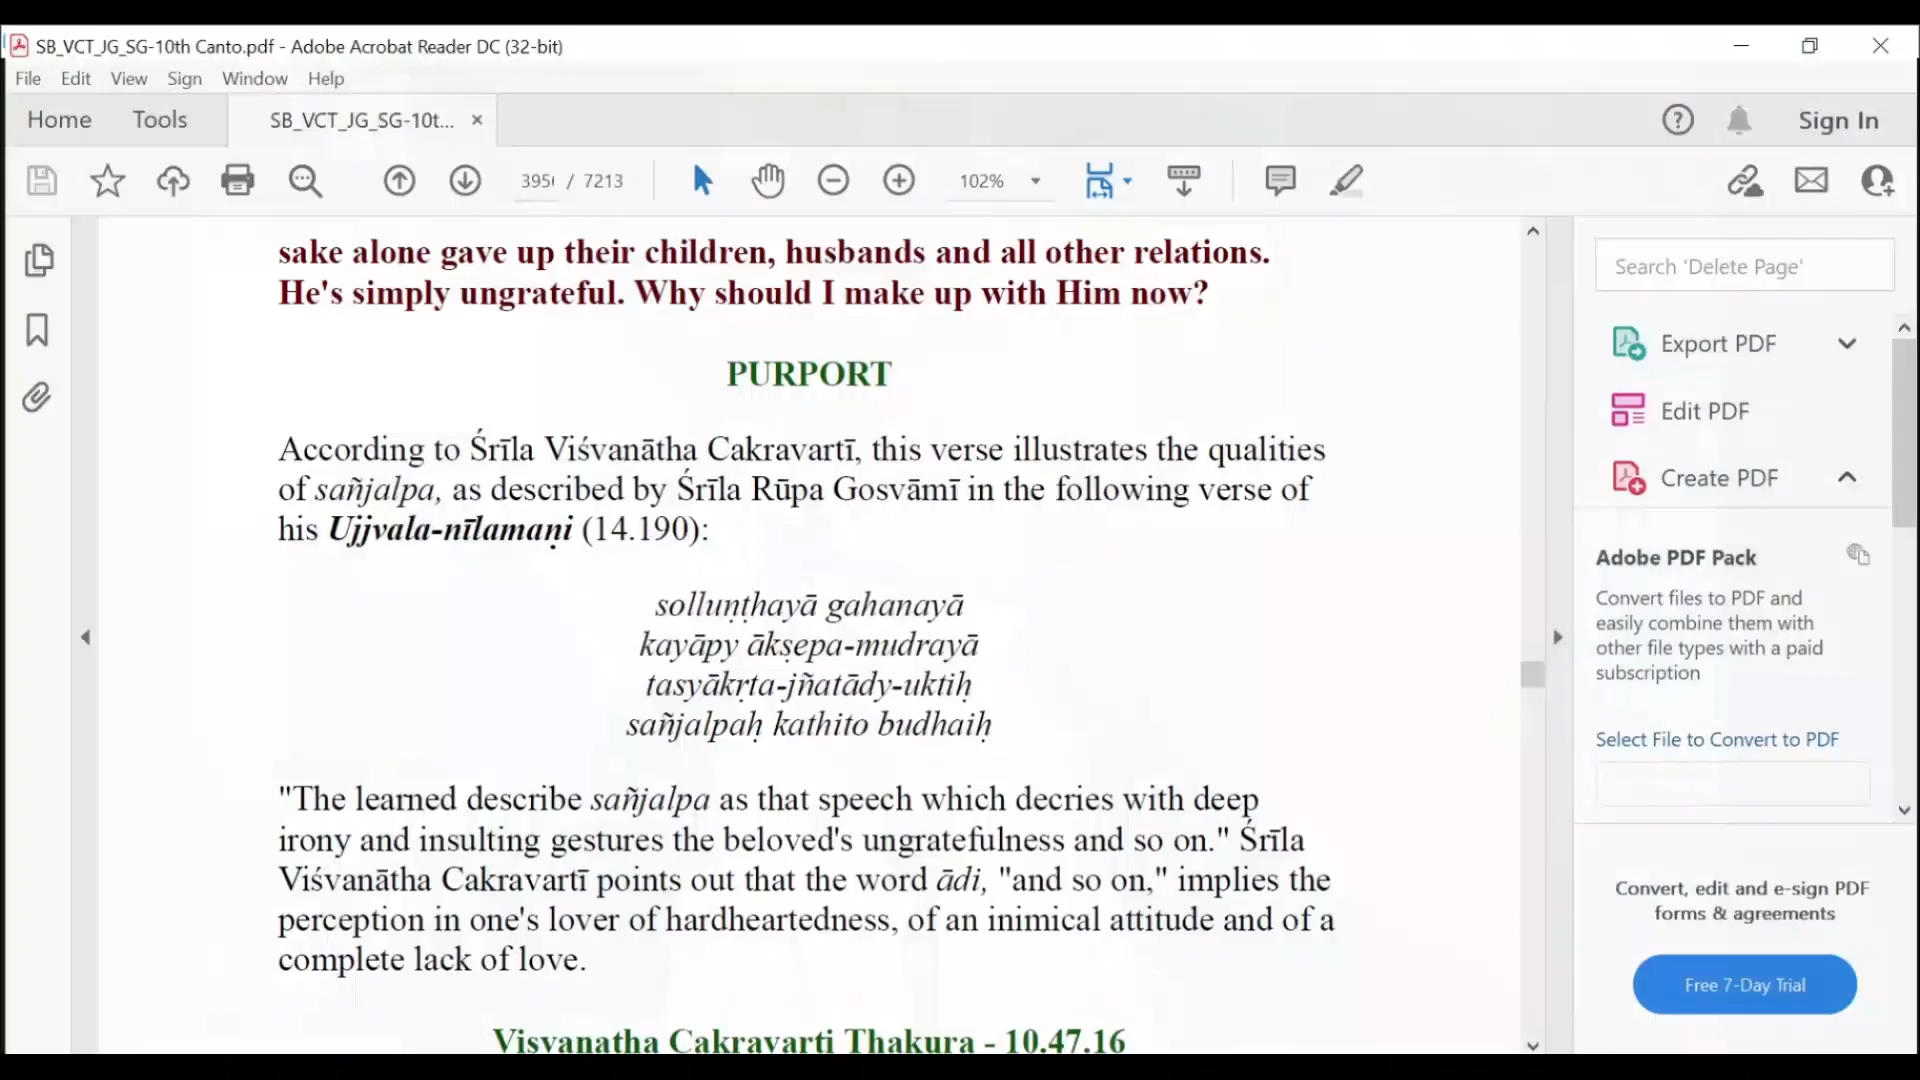 SB_VCT_JG_SG-10th Canto.pdf - Adobe Acrobat Reader DC (32-bit)
File Edit View Sign Window Help
Home Tools SB_VCT_JG_SG-10t... Sign In
/ 7213 102%
sake alone gave up their children, husbands and all other relations.
He's simply ungrateful. Why should I make up with Him now?
PURPORT
According to Śrīla Viśvanātha Cakravartī, this verse illustrates the qualities
of sañjalpa, as described by Śrīla Rūpa Gosvāmī in the following verse of
his Ujjvala-nīlamaṇi (14.190):
solluṇṭhayā gahanayā
kayāpy ākṣepa-mudrayā
tasyākṛta-jñatādy-uktiḥ
sañjalpaḥ kathito budhaiḥ
"The learned describe sañjalpa as that speech which decries with deep
irony and insulting gestures the beloved's ungratefulness and so on." Śrīla
Viśvanātha Cakravartī points out that the word ādi, "and so on," implies the
perception in one's lover of hardheartedness, of an inimical attitude and of a
complete lack of love.
Visvanatha Cakravarti Thakura - 10.47.16
Search 'Delete Page'
Export PDF
Edit PDF
Create PDF
Adobe PDF Pack
Convert files to PDF and
easily combine them with
other file types with a paid
subscription
Select File to Convert to PDF
Convert, edit and e-sign PDF
forms & agreements
Free 7-Day Trial